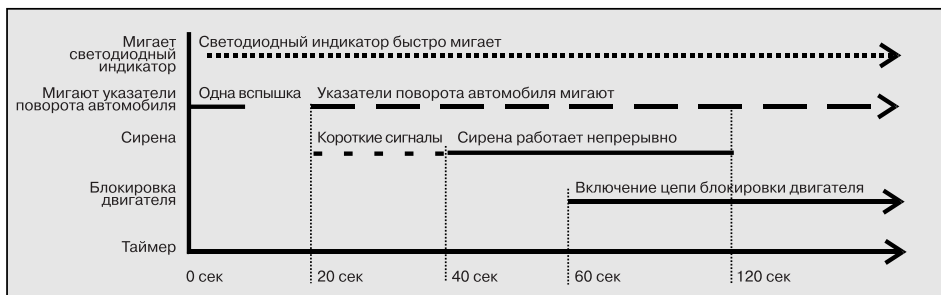 Мигает
светодиодный
индикатор
Светодиодный индикатор быстро мигает
Мигают указатели
поворота автомобиля
Одна вспышка
Указатели поворота автомобиля мигают
Сирена
Короткие сигналы
Сирена работает непрерывно
Блокировка
двигателя
Включение цепи блокировки двигателя
Таймер
0 сек
20 сек
40 сек
60 сек
120 сек